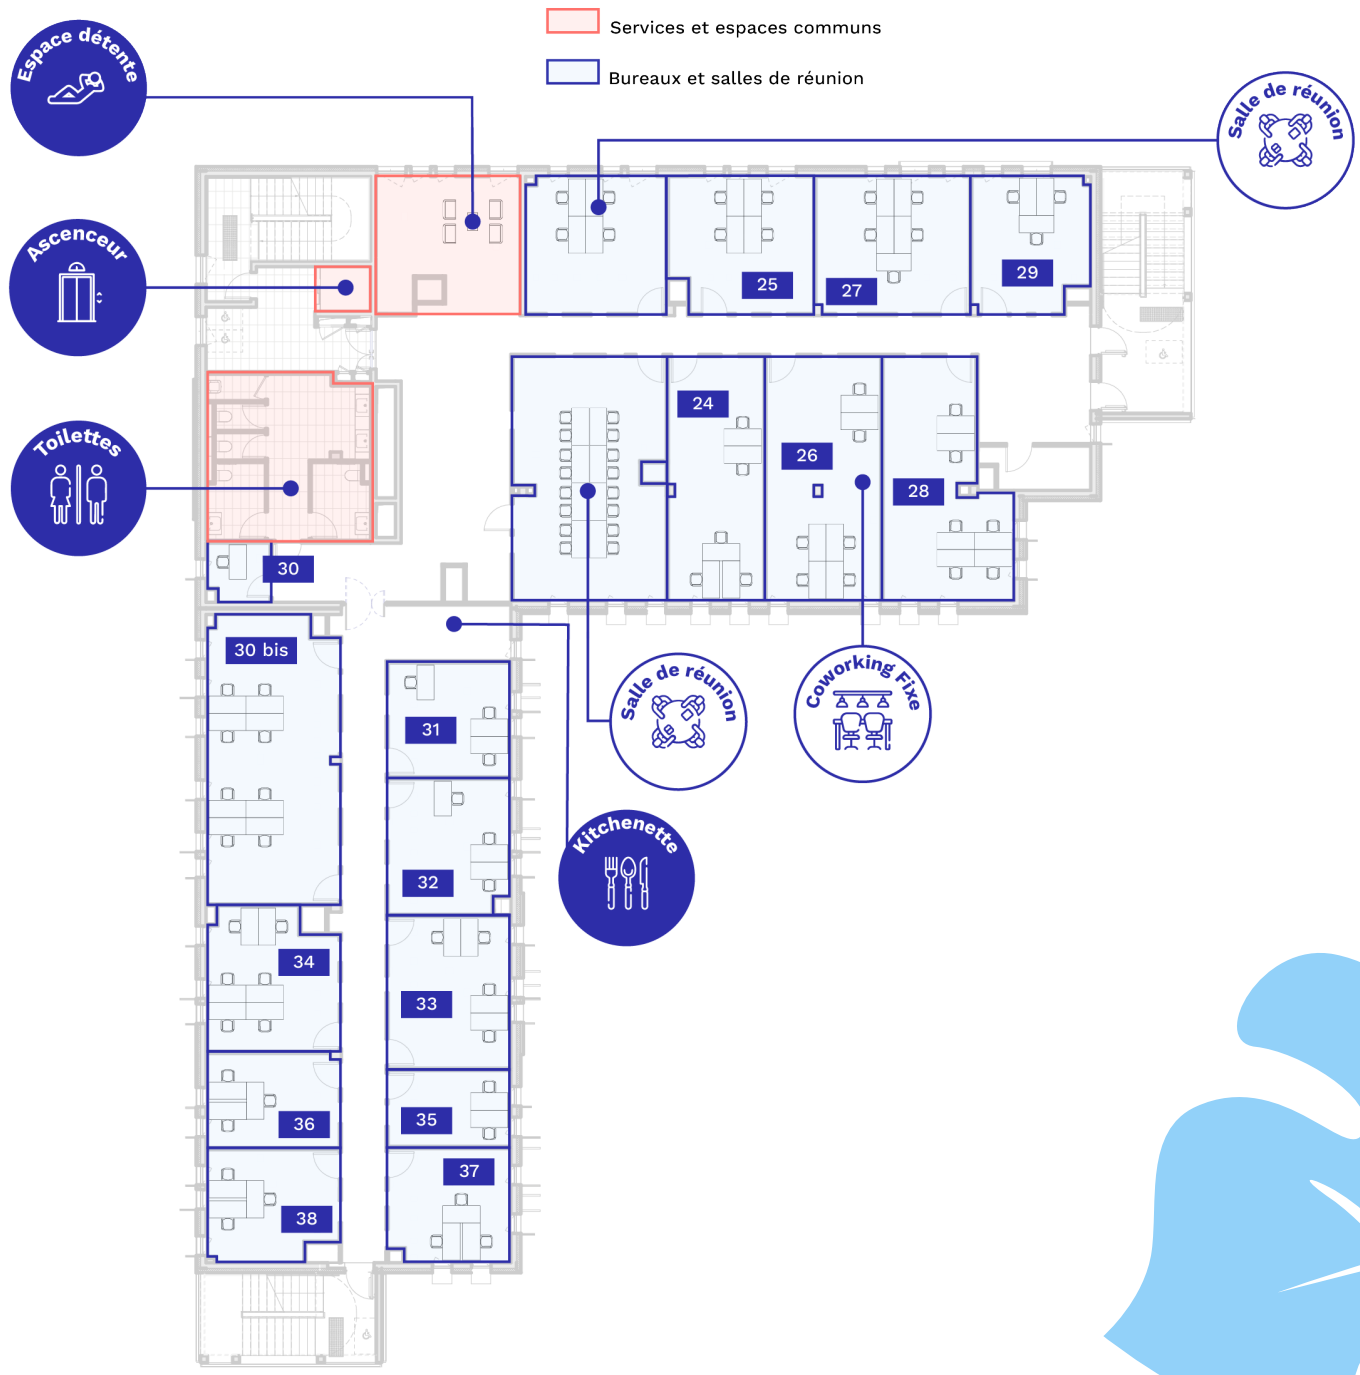 Services et espaces communs
Bureaux et salles de réunion
Espace détente
Salle de réunion
Ascenceur
Toilettes
25
27
29
24
26
28
30
30 bis
31
32
33
34
35
36
37
38
Salle de réunion
Coworking Fixe
Kitchenette